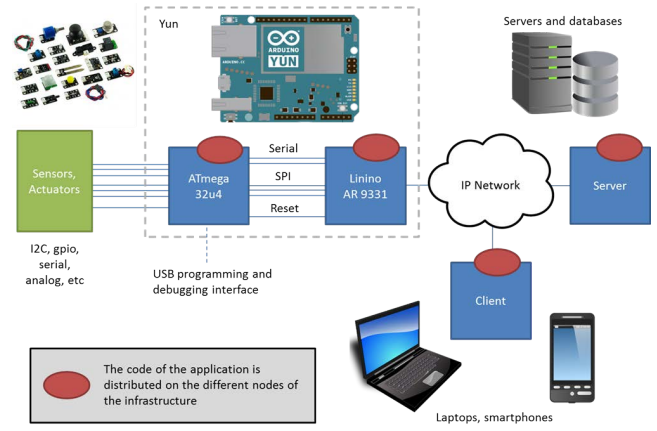 Yun
Servers and databases
ARDUINO
YUN
Sensors,
Actuators
ATmega
32u4
Serial
SPI
Reset
Linino
AR 9331
IP Network
Server
I2C, gpio,
serial,
analog, etc
USB programming and
debugging interface
Client
The code of the application is
distributed on the different nodes of
the infrastructure
Laptops, smartphones